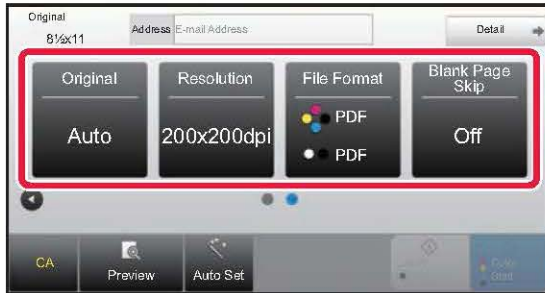 Original
8½x11
Address E-mail Address
Detail
Original
Auto
Resolution
200x200dpi
File Format
PDF
PDF
Blank Page
Skip
Off
CA
Preview
Auto Set
Start